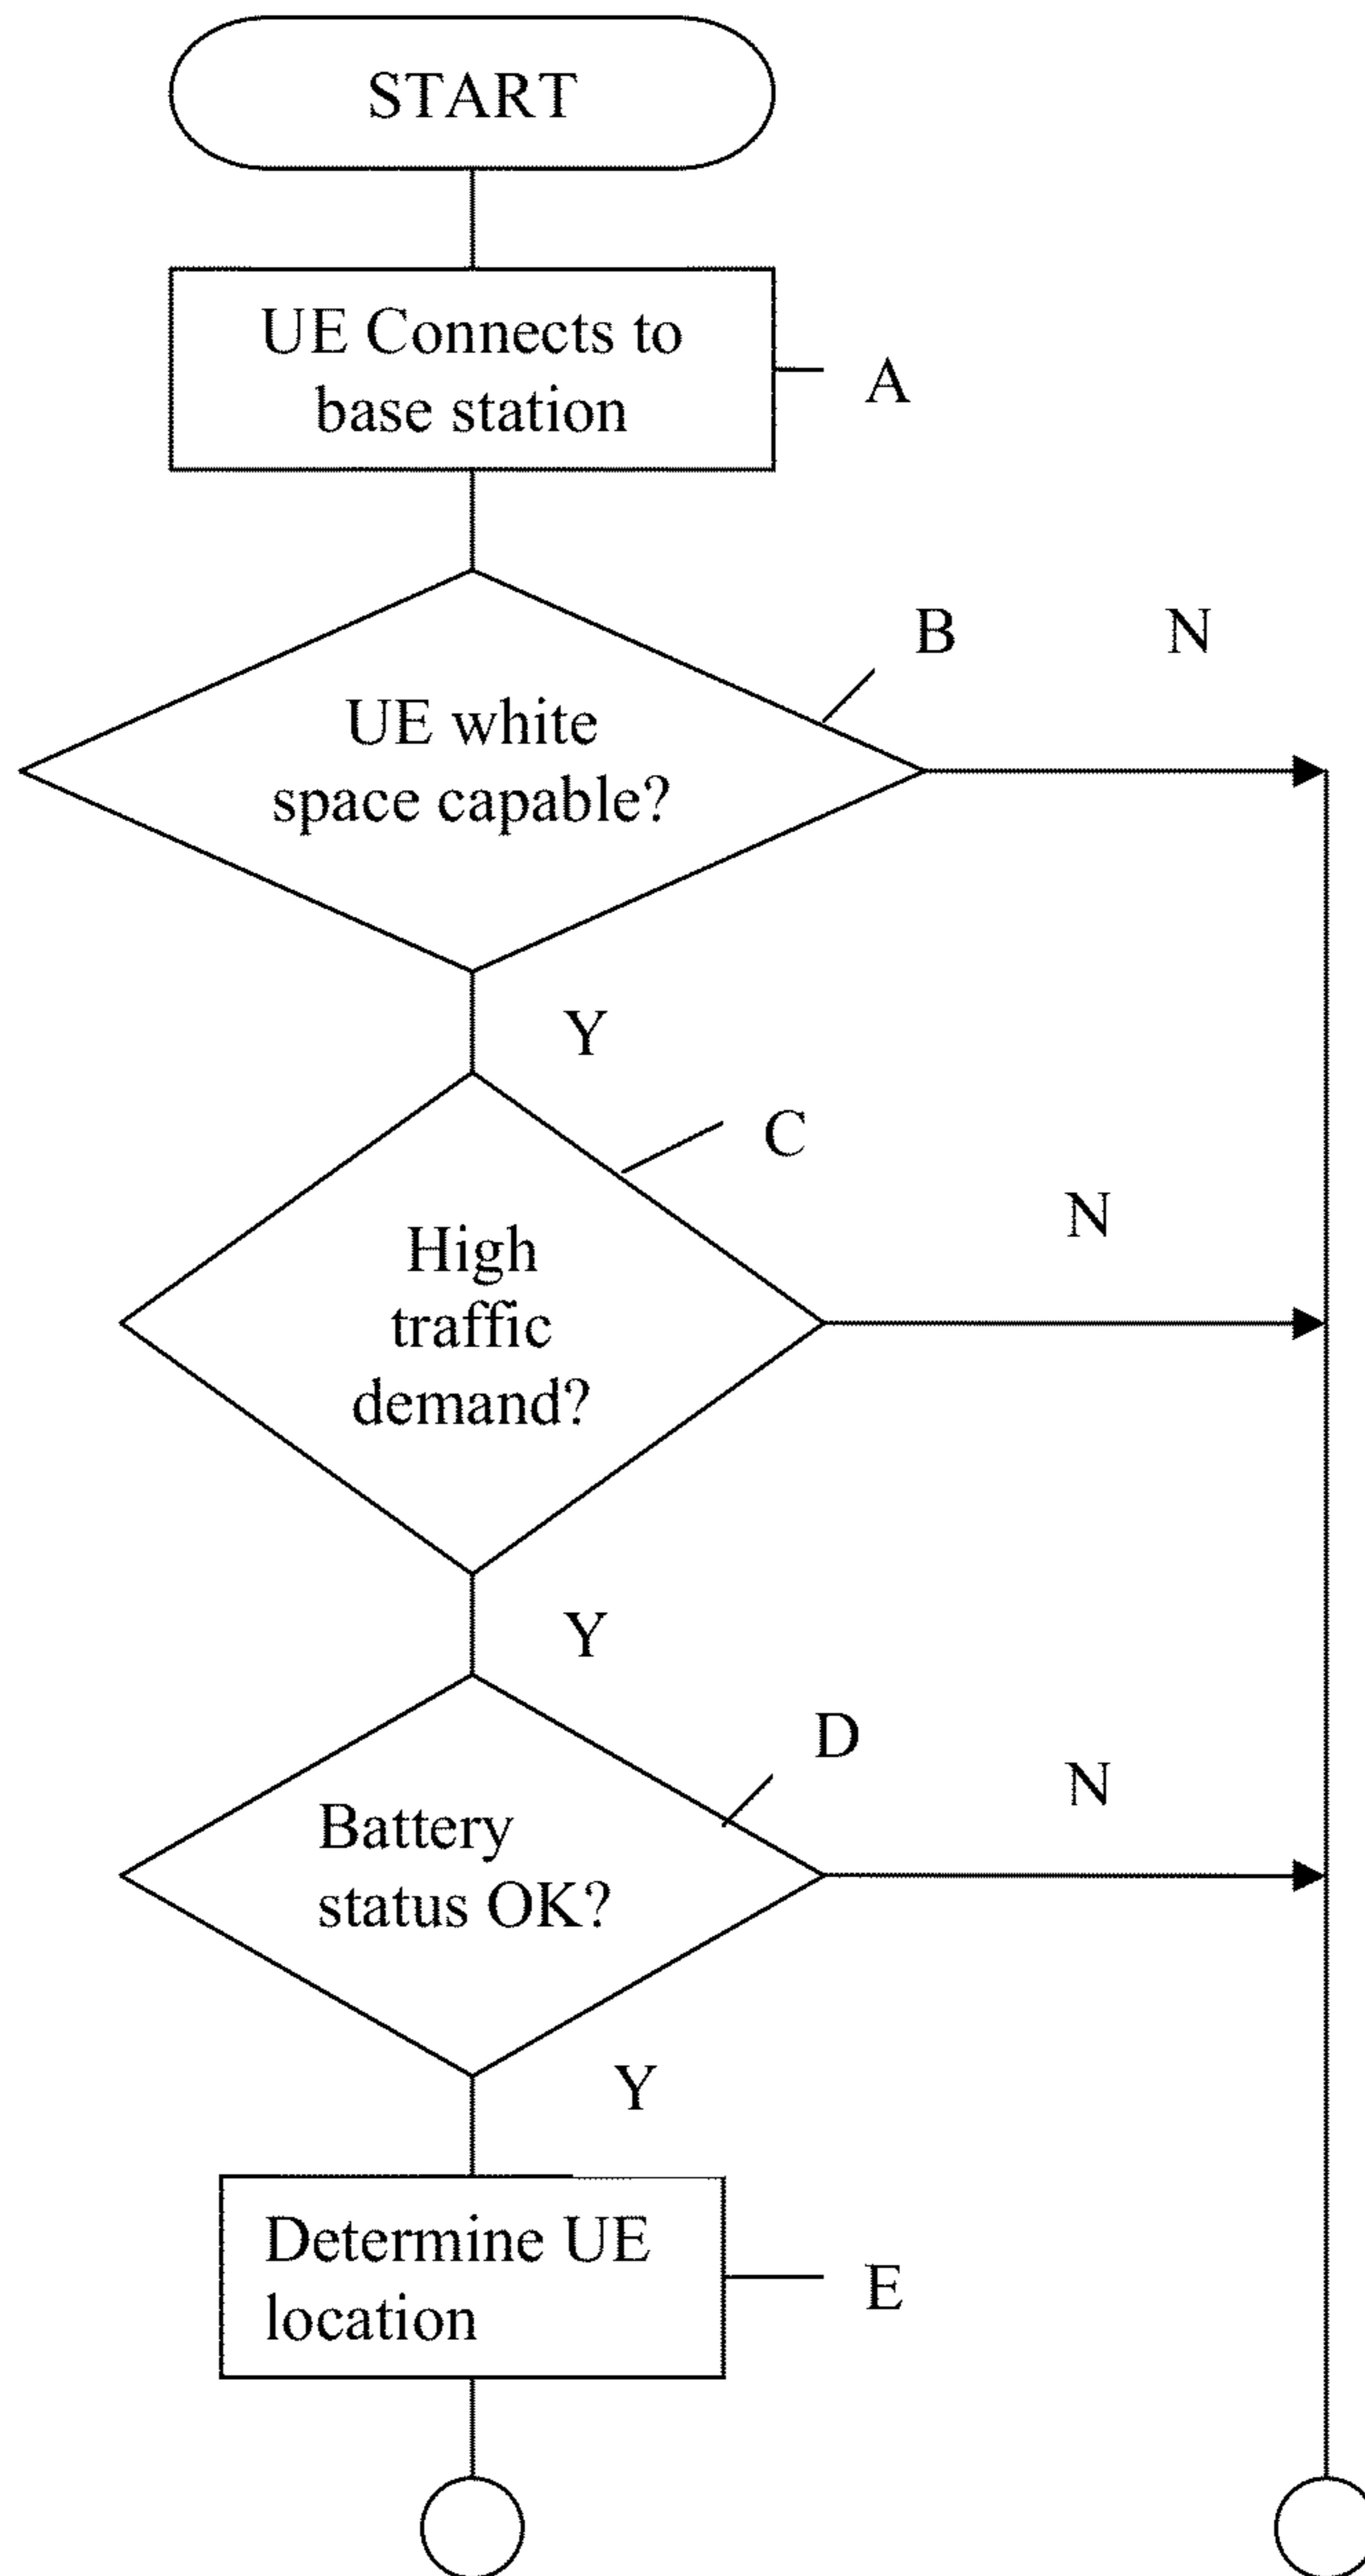 START
UE Connects to
base station
A
B
N
UE white
space capable?
Y
C
N
High
traffic
demand?
Y
D
N
Battery
status OK?
Y
Determine UE
location
E